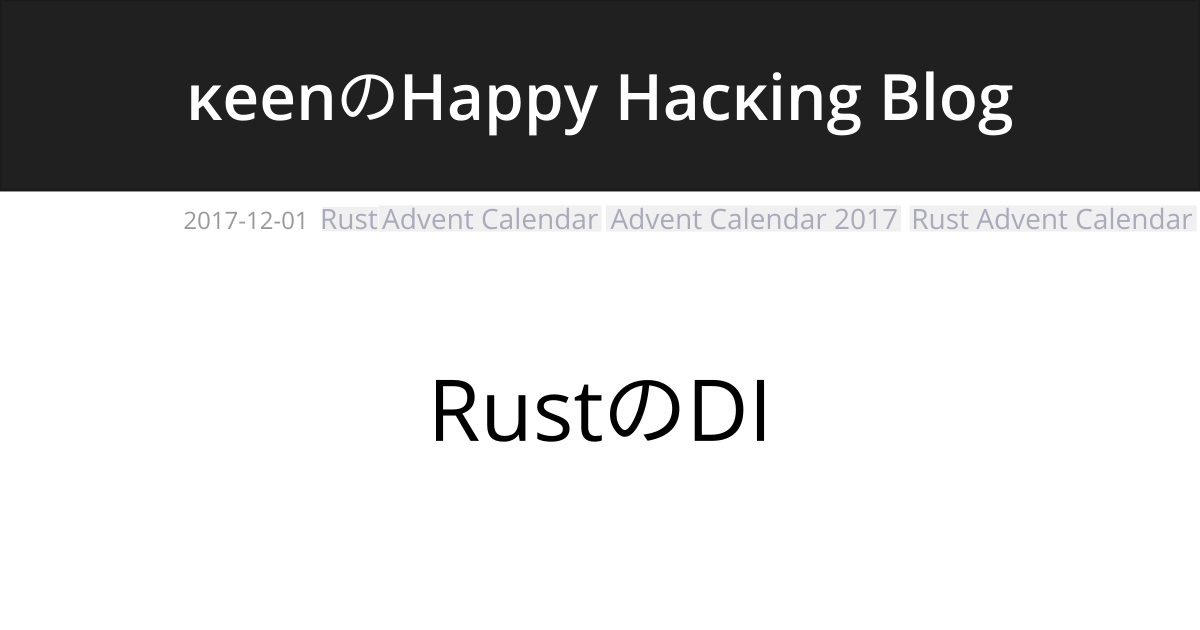 κeenのHappy Hacκing Blog
2017-12-01 Rust Advent Calendar Advent Calendar 2017 Rust Advent Calendar
RustのDI